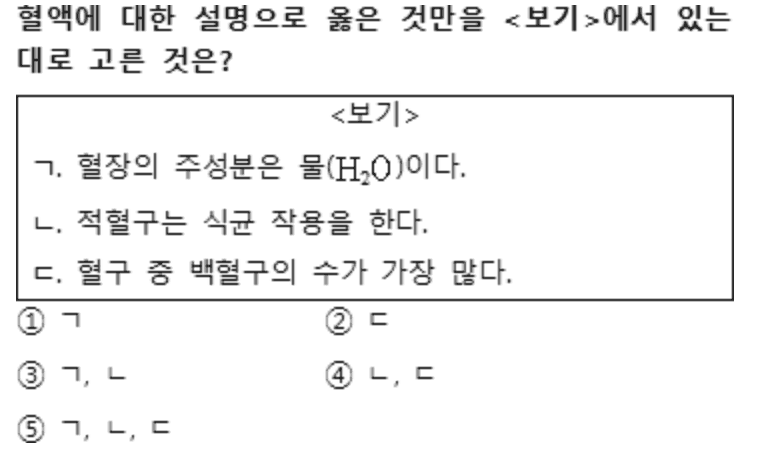 혈액에 대한 설명으로 옳은 것만을 <보기>에서 있는
대로 고른 것은?
<보기>
ㄱ. 혈장의 주성분은 물(H₂O)이다.
ㄴ. 적혈구는 식균 작용을 한다.
ㄷ. 혈구 중 백혈구의 수가 가장 많다.
① ㄱ ② ㄷ
③ ㄱ, ㄴ ④ ㄴ, ㄷ
⑤ ㄱ, ㄴ, ㄷ